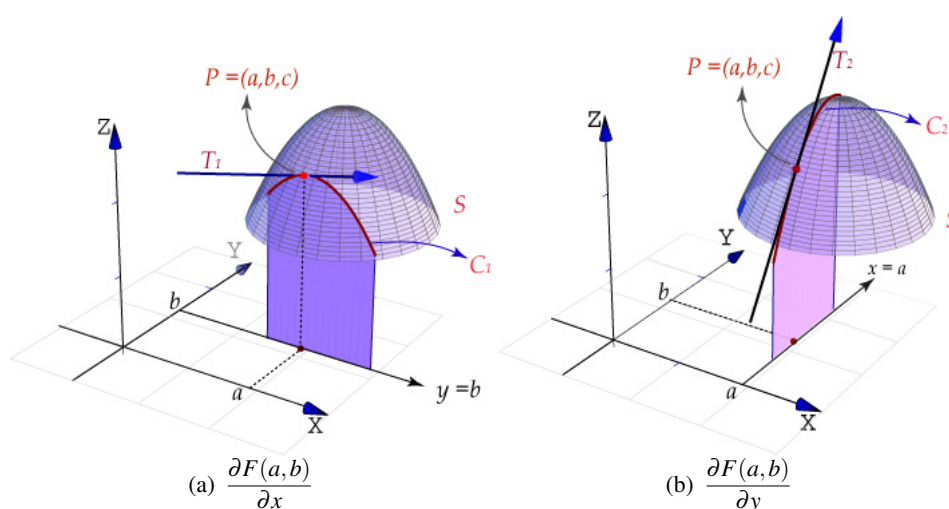 P =(a,b,c)
Z
T1
S
C1
Y
b
a
X
y =b
(a) ∂F(a,b)/∂x
P =(a,b,c)
T2
C2
Z
S
Y
x = a
b
a
X
(b) ∂F(a,b)/∂y